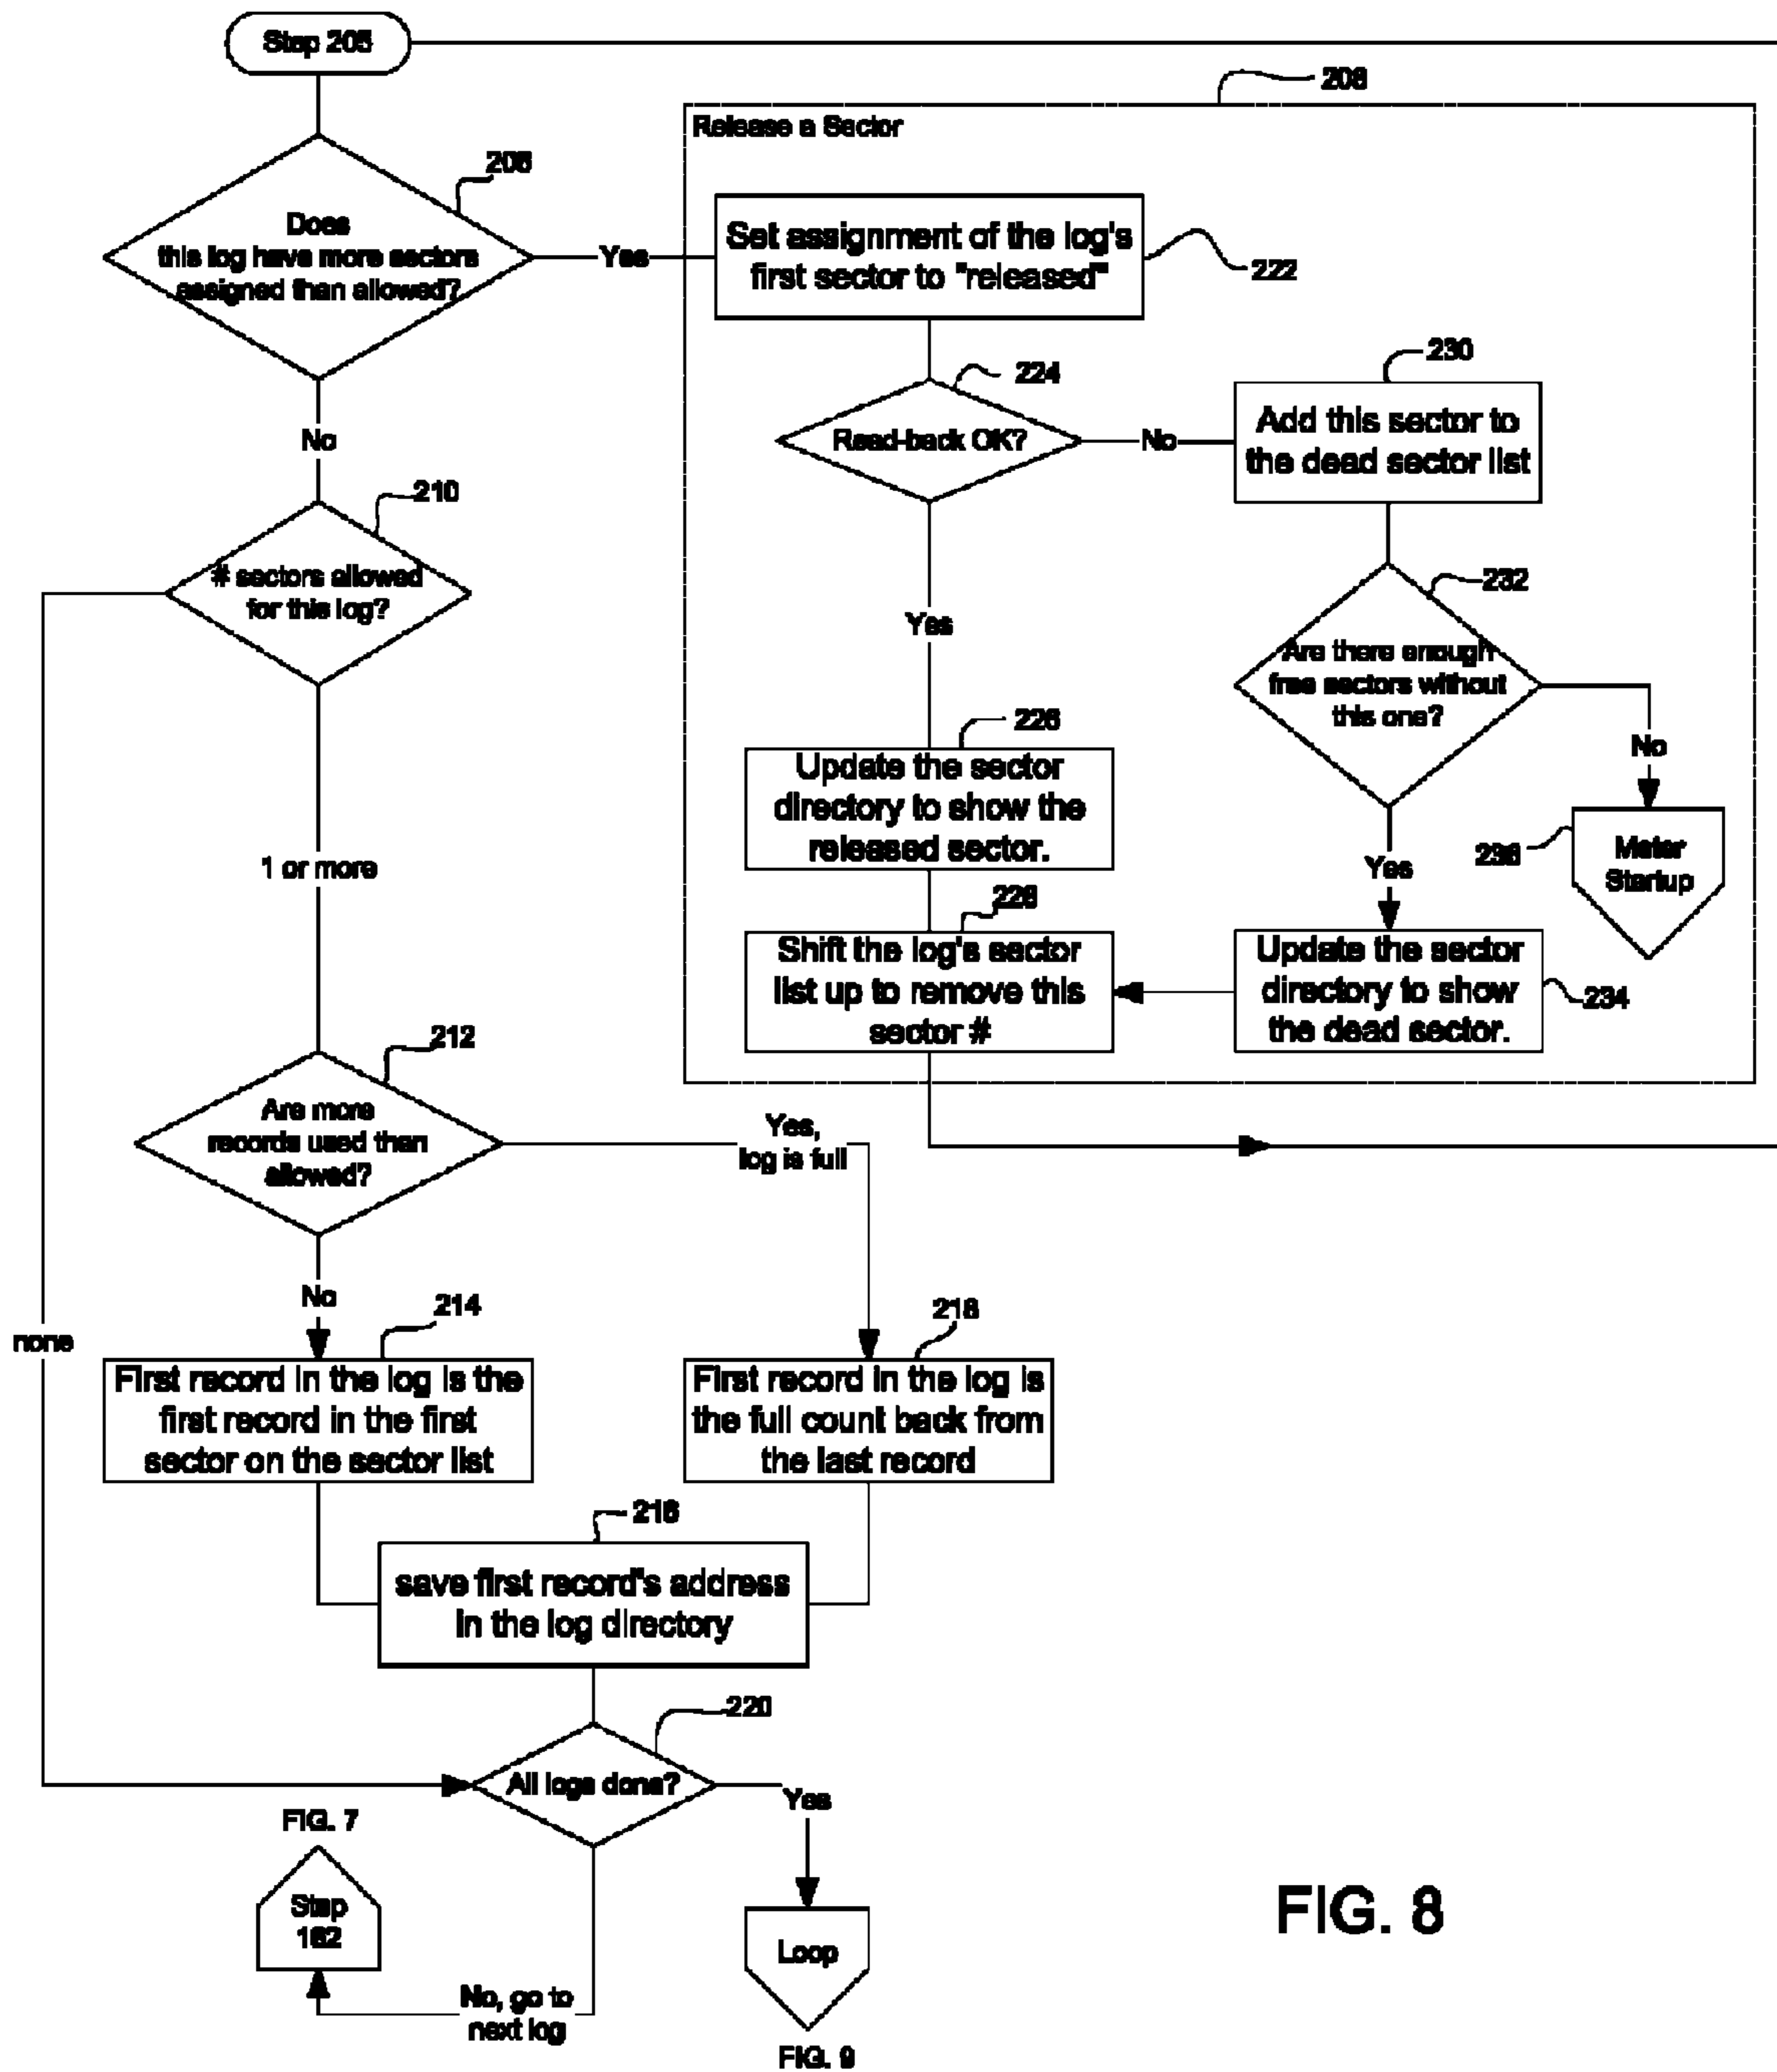 Step 205
208
Release a Sector
206
Does
this log have more sectors
assigned than allowed?
Yes
Set assignment of the log's
first sector to "released"
222
No
224
Read-back OK?
No
230
Add this sector to
the dead sector list
210
# sectors allowed
for this log?
Yes
232
Are there enough
free sectors without
this one?
No
226
Update the sector
directory to show the
released sector.
1 or more
Yes
236
Meter
Startup
228
Shift the log's sector
list up to remove this
sector #
Update the sector
directory to show
the dead sector.
234
212
Are more
records used than
allowed?
Yes,
log is full
No
none
214
First record in the log is the
first record in the first
sector on the sector list
218
First record in the log is
the full count back from
the last record
216
save first record's address
in the log directory
220
All logs done?
Yes
FIG. 7
Step
162
No, go to
next log
Loop
FIG. 9
FIG. 8